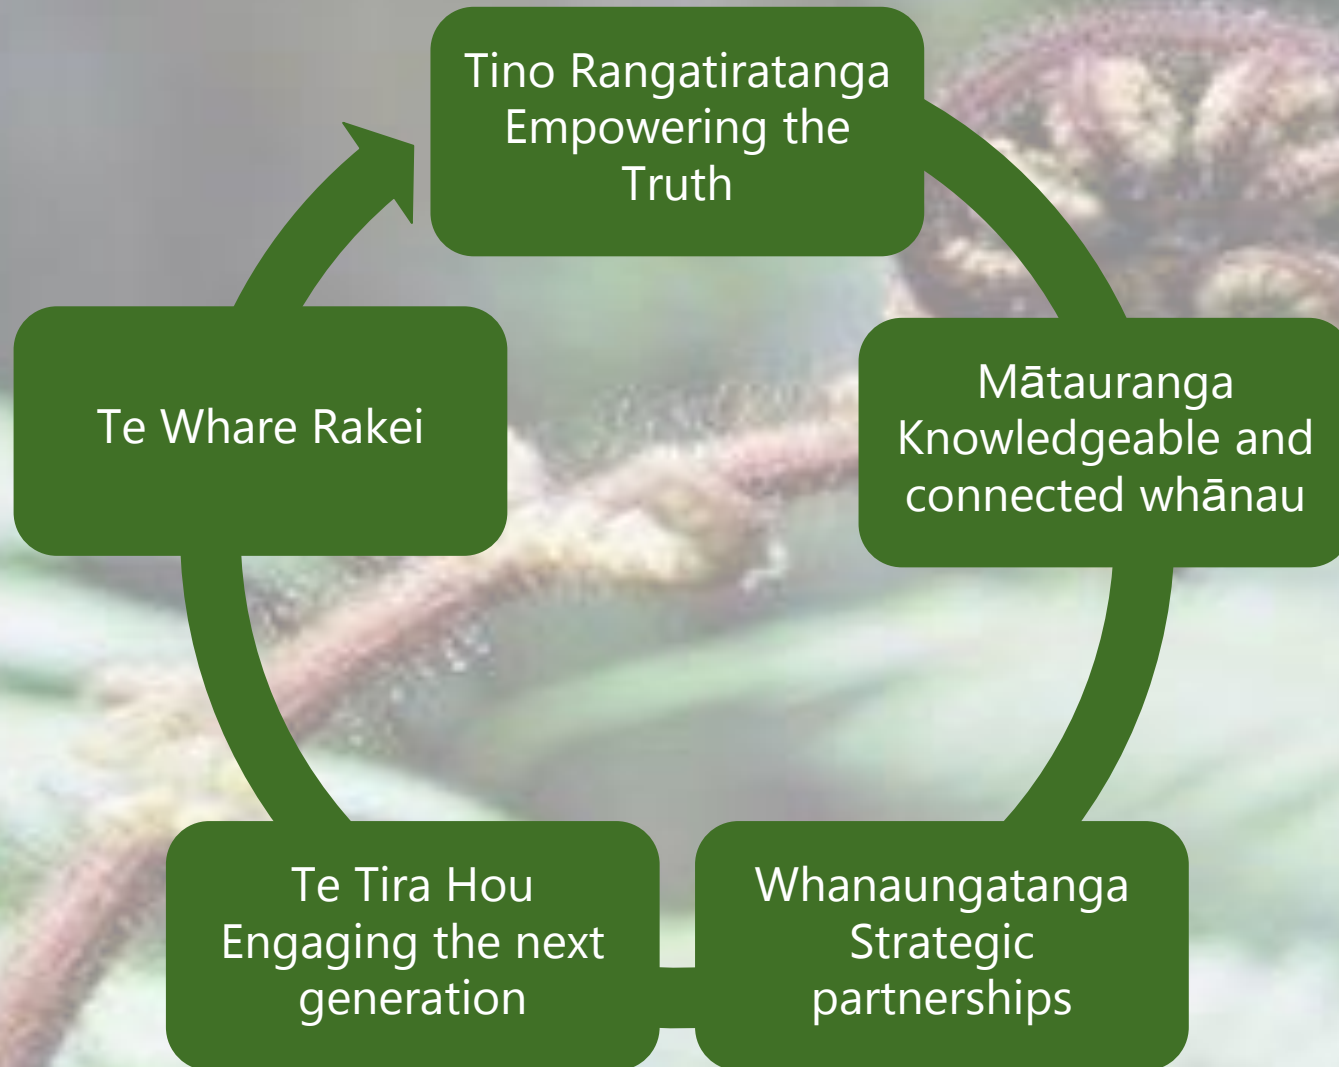 Tino Rangatiratanga
Empowering the
Truth
Mātauranga
Knowledgeable and
connected whānau
Whanaungatanga
Strategic
partnerships
Te Tira Hou
Engaging the next
generation
Te Whare Rakei